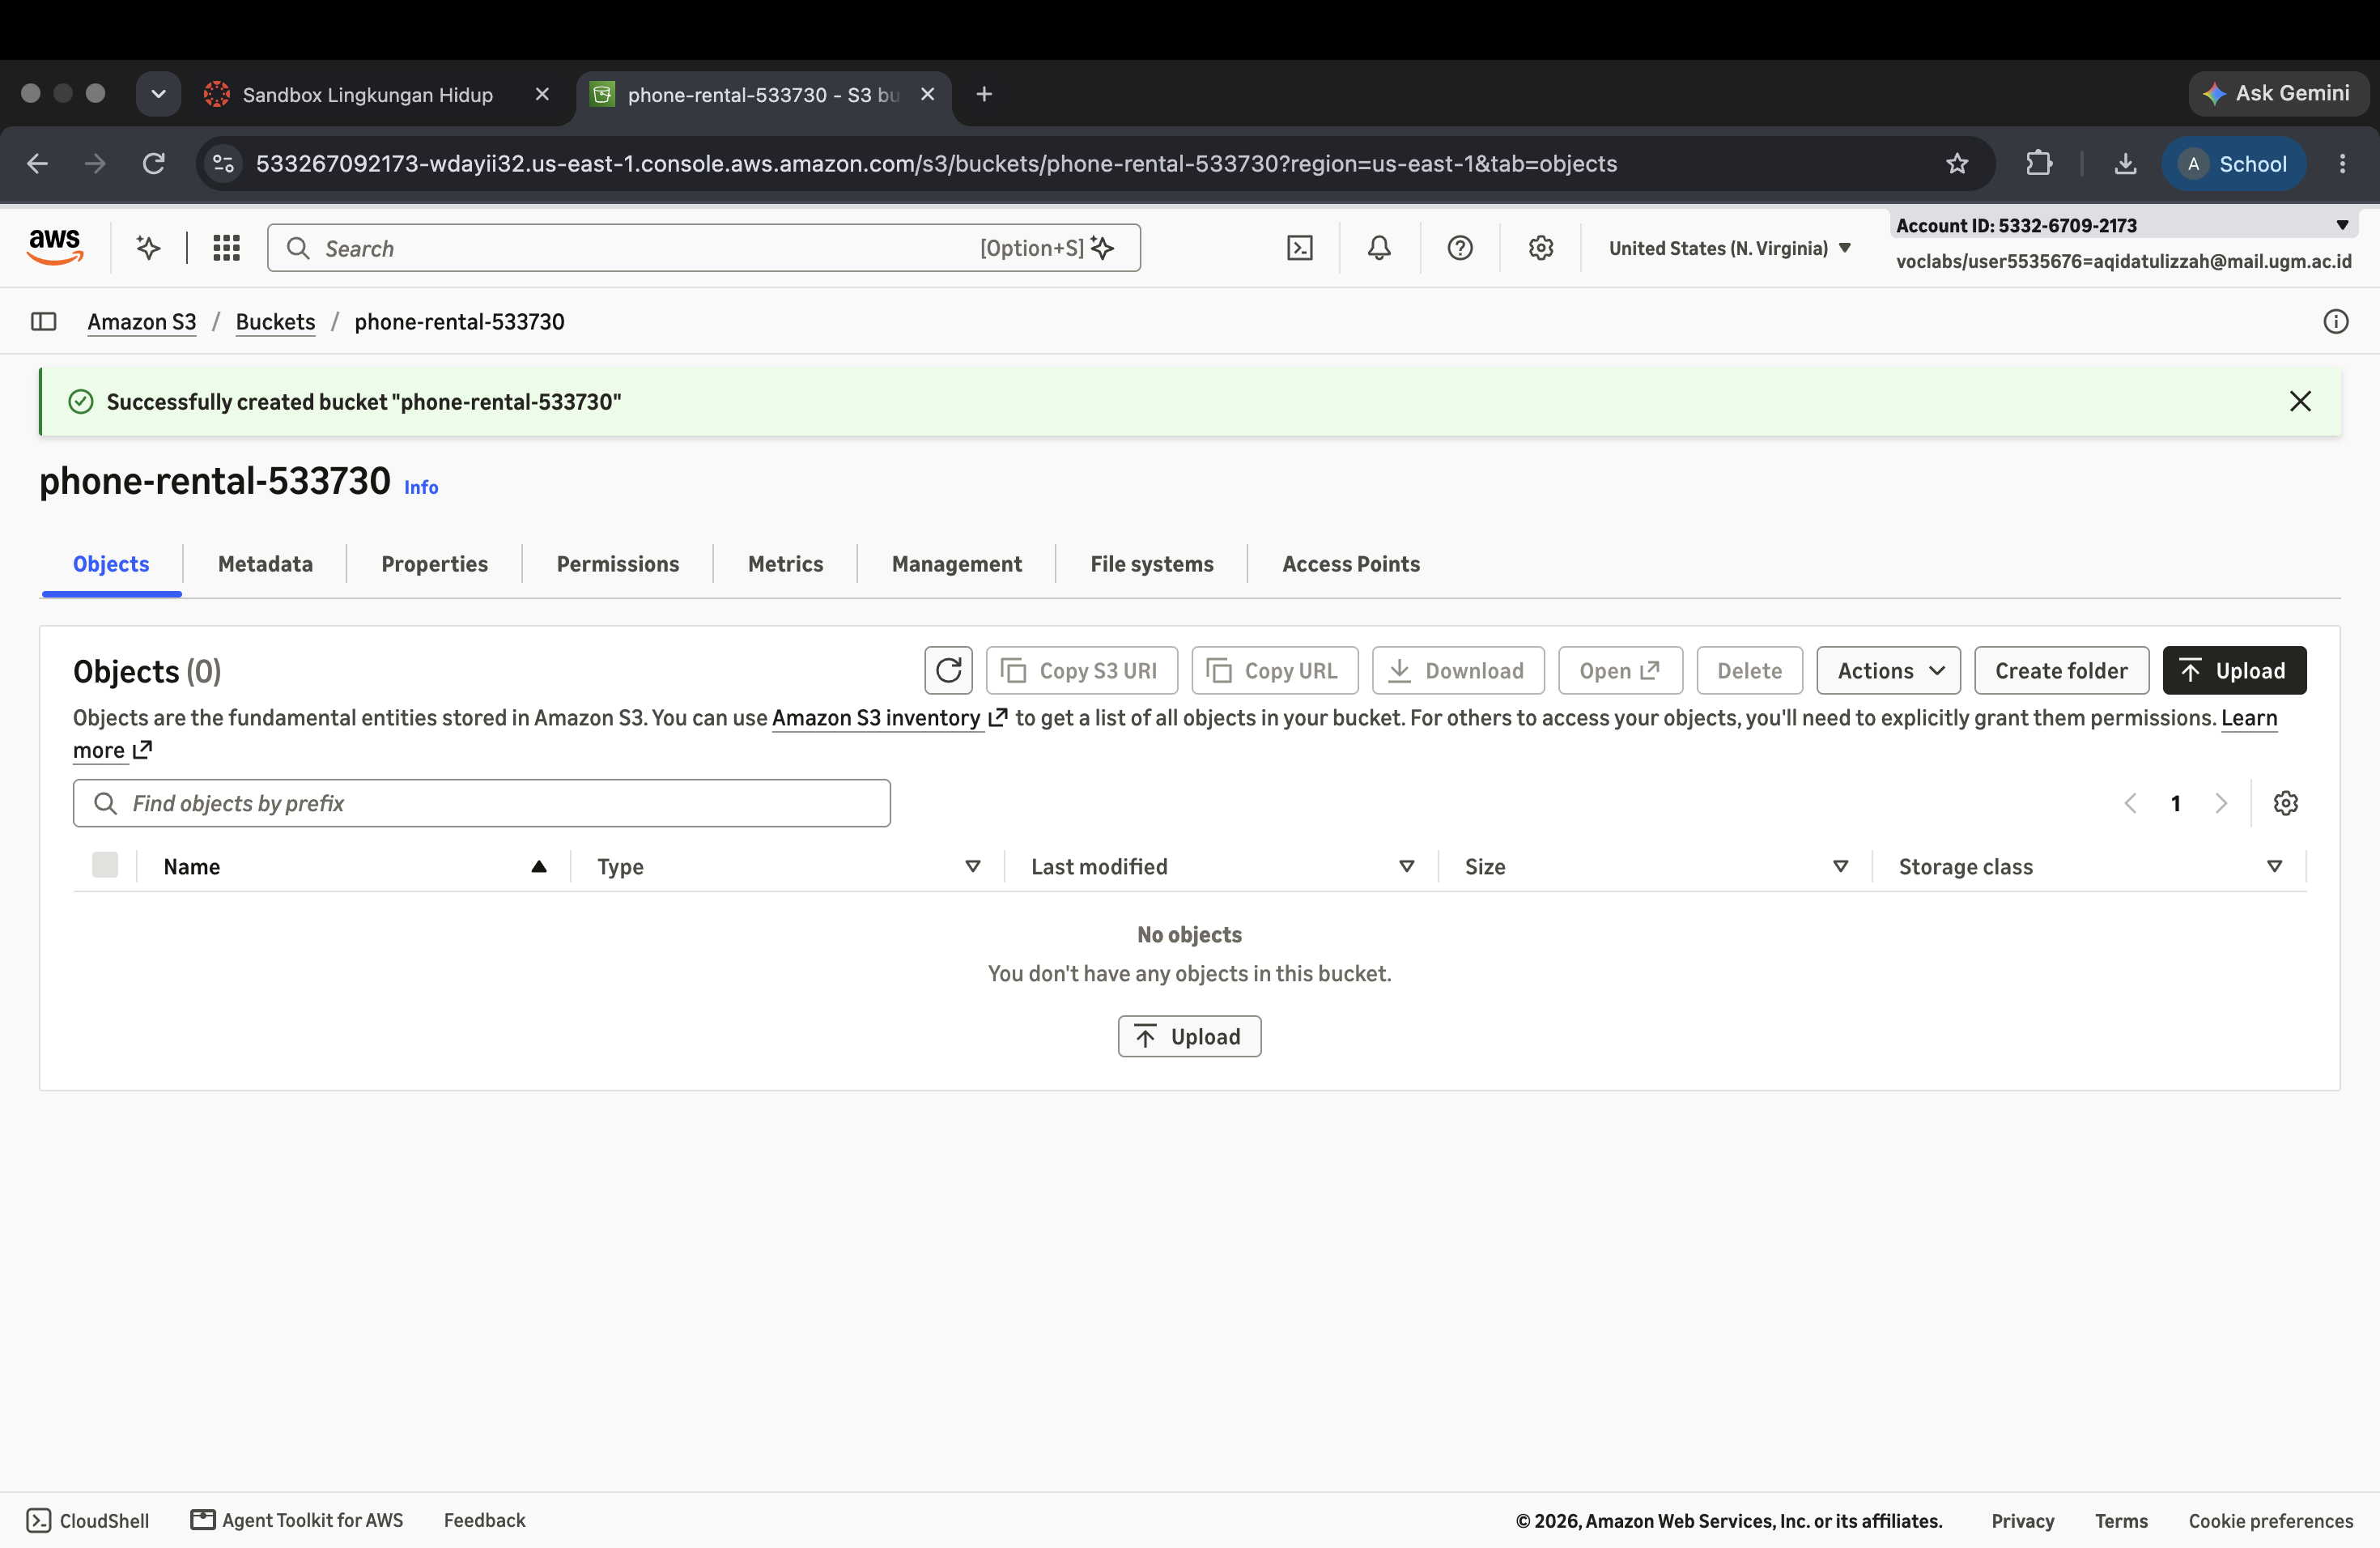 Sandbox Lingkungan Hidup
phone-rental-533730 - S3 bu
Ask Gemini
533267092173-wdayii32.us-east-1.console.aws.amazon.com/s3/buckets/phone-rental-533730?region=us-east-1&tab=objects
A School
aws
Search [Option+S]
United States (N. Virginia)
Account ID: 5332-6709-2173
voclabs/user5535676=aqidatulizzah@mail.ugm.ac.id
Amazon S3 / Buckets / phone-rental-533730
Successfully created bucket "phone-rental-533730"
phone-rental-533730 Info
Objects Metadata Properties Permissions Metrics Management File systems Access Points
Objects (0)
Copy S3 URI Copy URL Download Open Delete Actions Create folder Upload
Objects are the fundamental entities stored in Amazon S3. You can use Amazon S3 inventory to get a list of all objects in your bucket. For others to access your objects, you'll need to explicitly grant them permissions. Learn
more
Find objects by prefix
1
Name Type Last modified Size Storage class
No objects
You don't have any objects in this bucket.
Upload
CloudShell Agent Toolkit for AWS Feedback © 2026, Amazon Web Services, Inc. or its affiliates. Privacy Terms Cookie preferences